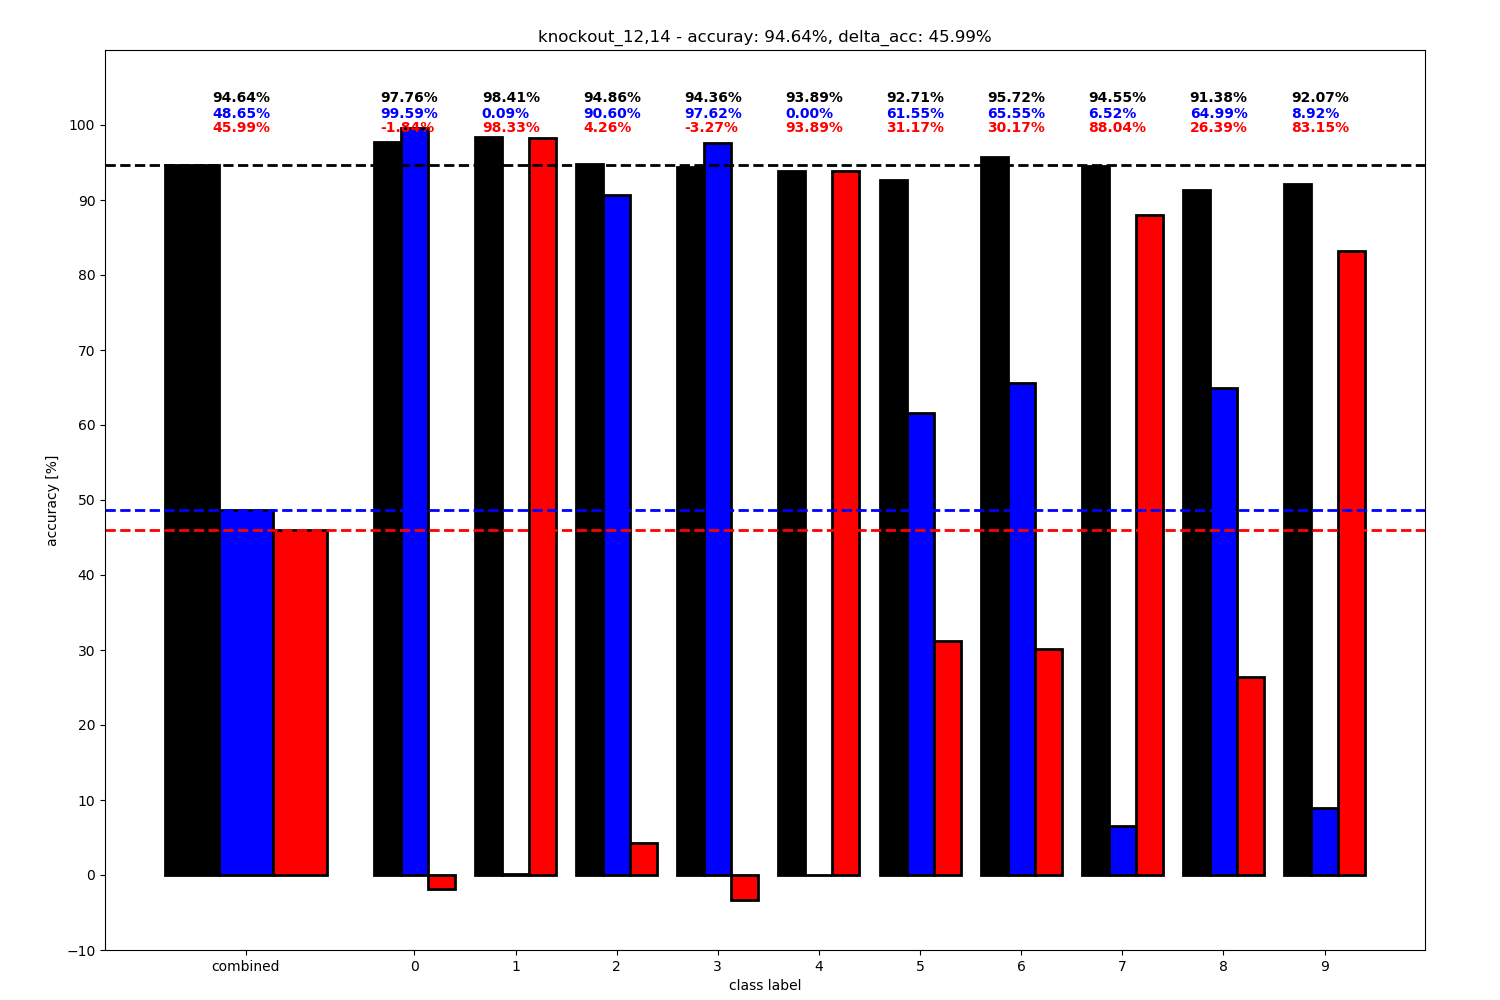 knockout_12,14 - accuray: 94.64%, delta_acc: 45.99%
94.64% 97.76% 98.41% 94.86% 94.36% 93.89% 92.71% 95.72% 94.55% 91.38% 92.07%
48.65% 99.59% 0.09% 90.60% 97.62% 0.00% 61.55% 65.55% 6.52% 64.99% 8.92%
45.99% -1.84% 98.33% 4.26% -3.27% 93.89% 31.17% 30.17% 88.04% 26.39% 83.15%
100
90
80
70
60
50
40
30
20
10
0
−10
accuracy [%]
combined 0 1 2 3 4 5 6 7 8 9
class label